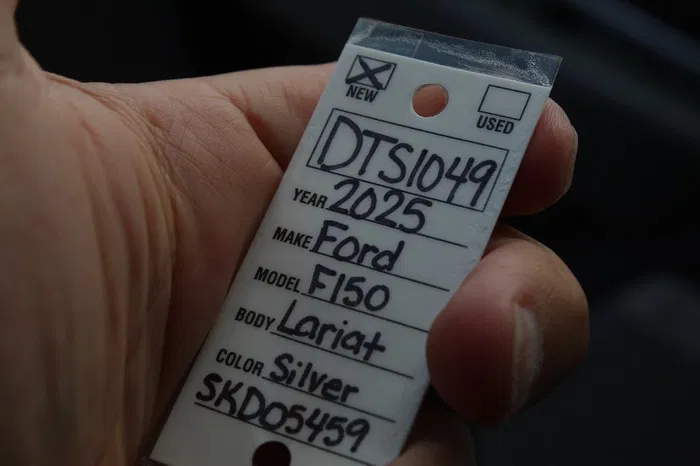 NEW USED
DTS1049
YEAR 2025
MAKE Ford
MODEL F150
BODY Lariat
COLOR Silver
SKD05459